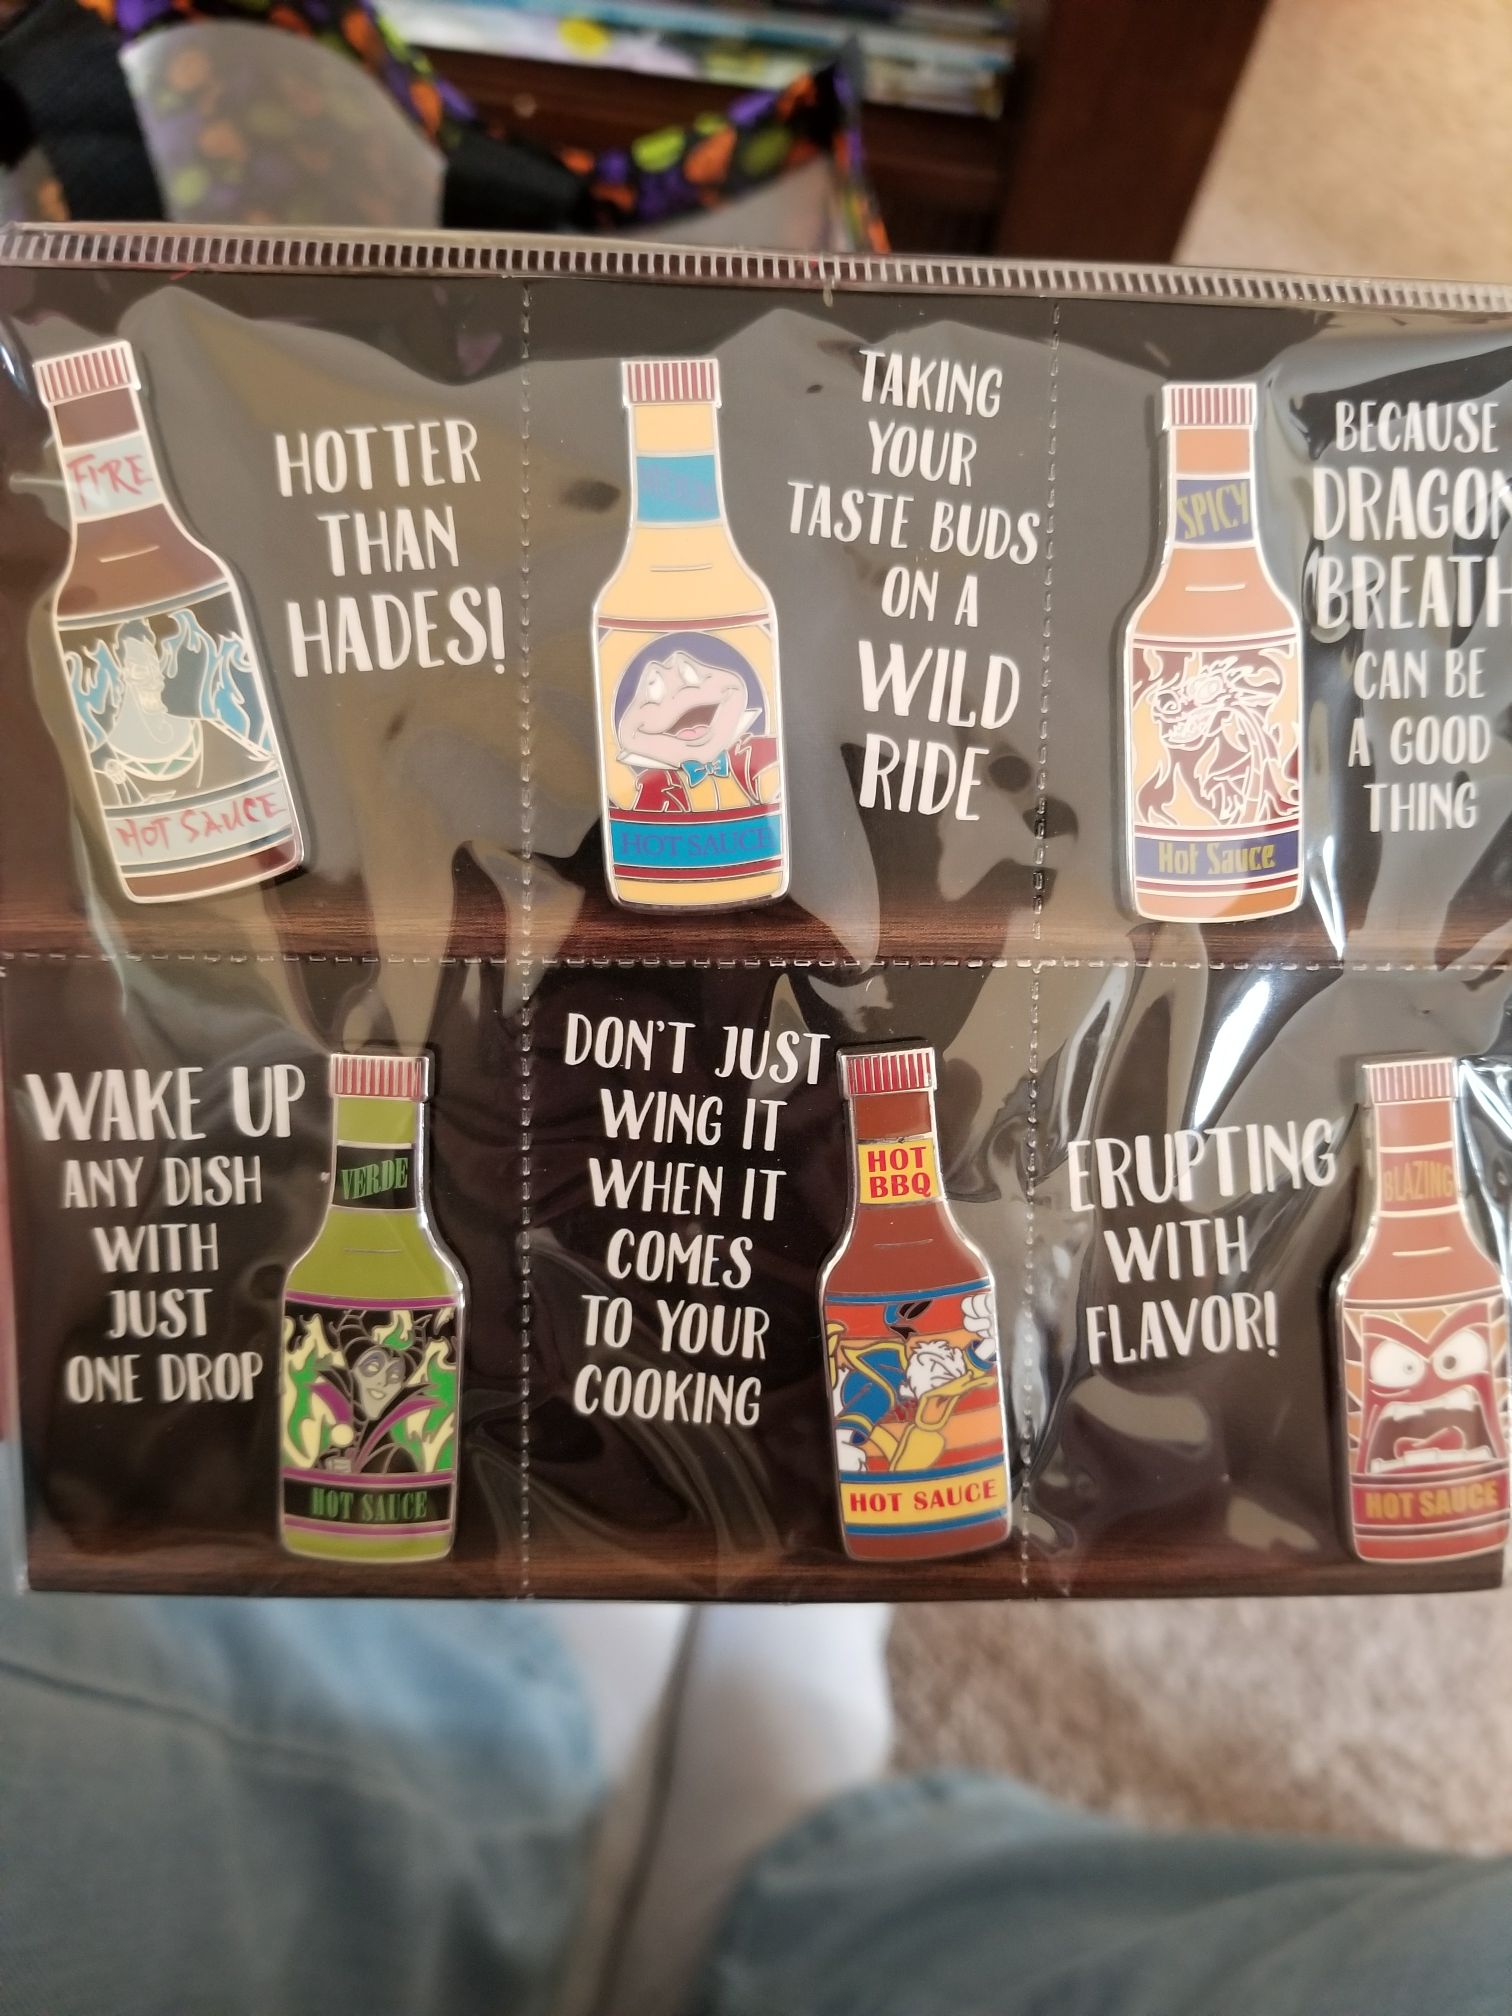 FIRE
HOT SAUCE
HOTTER
THAN
HADES!
HOT SAUCE
TAKING
YOUR
TASTE BUDS
ON A
WILD
RIDE
SPICY
Hot Sauce
BECAUSE
DRAGON
BREATH
CAN BE
A GOOD
THING
WAKE UP
ANY DISH
WITH
JUST
ONE DROP
VERDE
HOT SAUCE
DON'T JUST
WING IT
WHEN IT
COMES
TO YOUR
COOKING
HOT
BBQ
HOT SAUCE
ERUPTING
WITH
FLAVOR!
BLAZING
HOT SAUCE